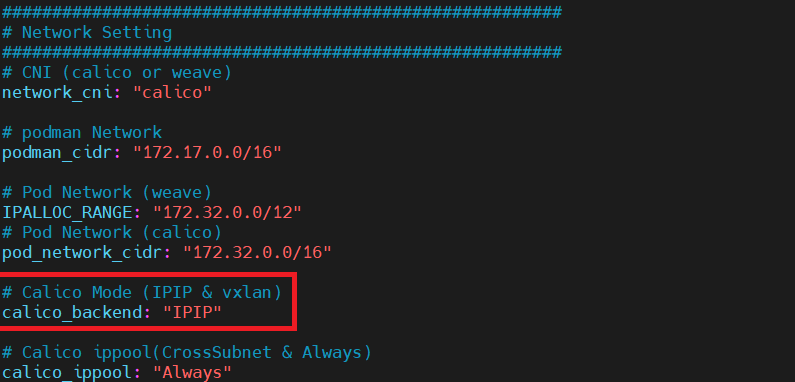 ########################################################
# Network Setting
########################################################
# CNI (calico or weave)
network_cni: "calico"
# podman Network
podman_cidr: "172.17.0.0/16"
# Pod Network (weave)
IPALLOC_RANGE: "172.32.0.0/12"
# Pod Network (calico)
pod_network_cidr: "172.32.0.0/16"
# Calico Mode (IPIP & vxlan)
calico_backend: "IPIP"
# Calico ippool(CrossSubnet & Always)
calico_ippool: "Always"